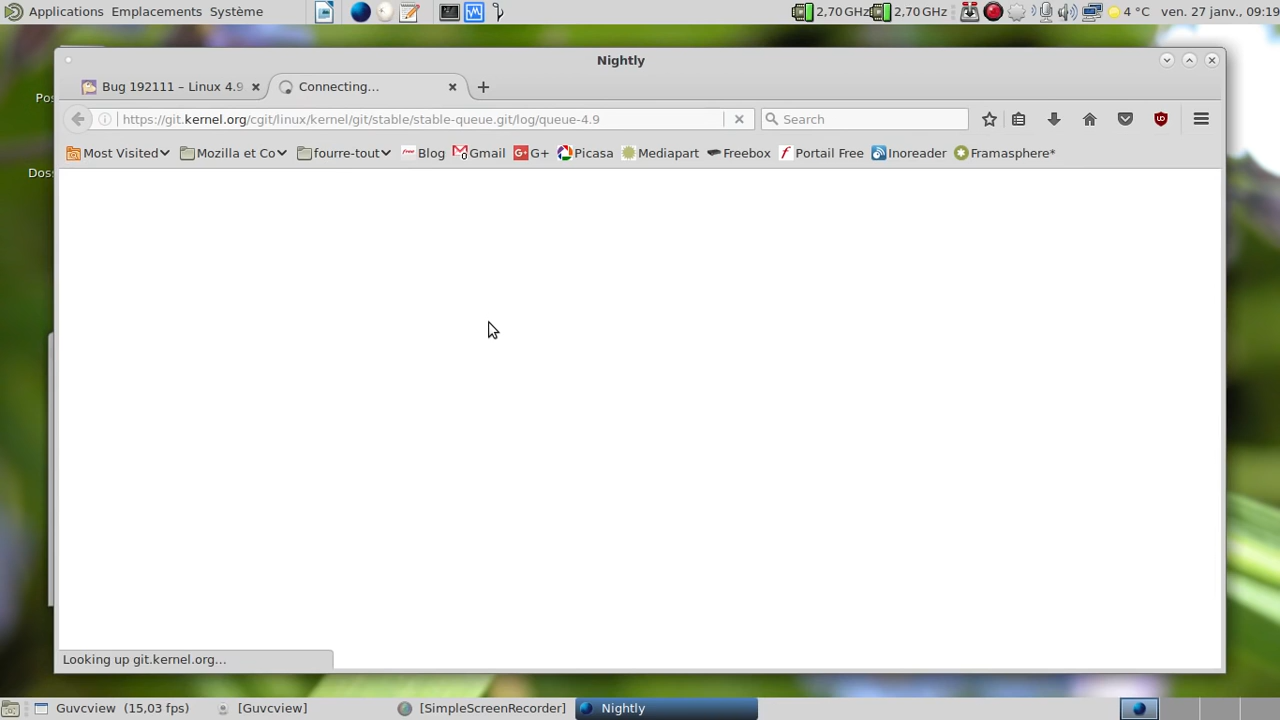 Applications Emplacements Système 2,70 GHz 2,70 GHz 4 °C ven. 27 janv., 09:19
Nightly
Bug 192111 – Linux 4.9 Connecting…
https://git.kernel.org/cgit/linux/kernel/git/stable/stable-queue.git/log/queue-4.9 Search
Most Visited Mozilla et Co fourre-tout Blog Gmail G+ Picasa Mediapart Freebox Portail Free Inoreader Framasphere*
Looking up git.kernel.org…
Guvcview (15,03 fps) [Guvcview] [SimpleScreenRecorder] Nightly